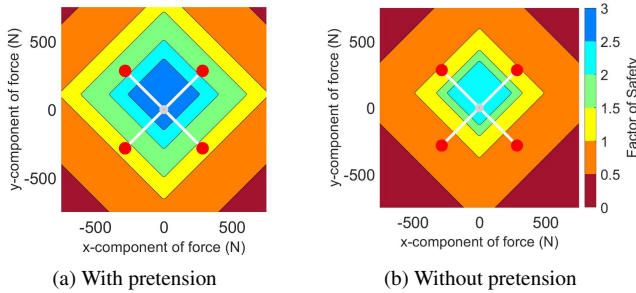 500
0
-500
y-component of force (N)
-500 0 500
x-component of force (N)
(a) With pretension
500
0
-500
y-component of force (N)
-500 0 500
x-component of force (N)
(b) Without pretension
3
2.5
2
1.5
1
0.5
0
Factor of Safety